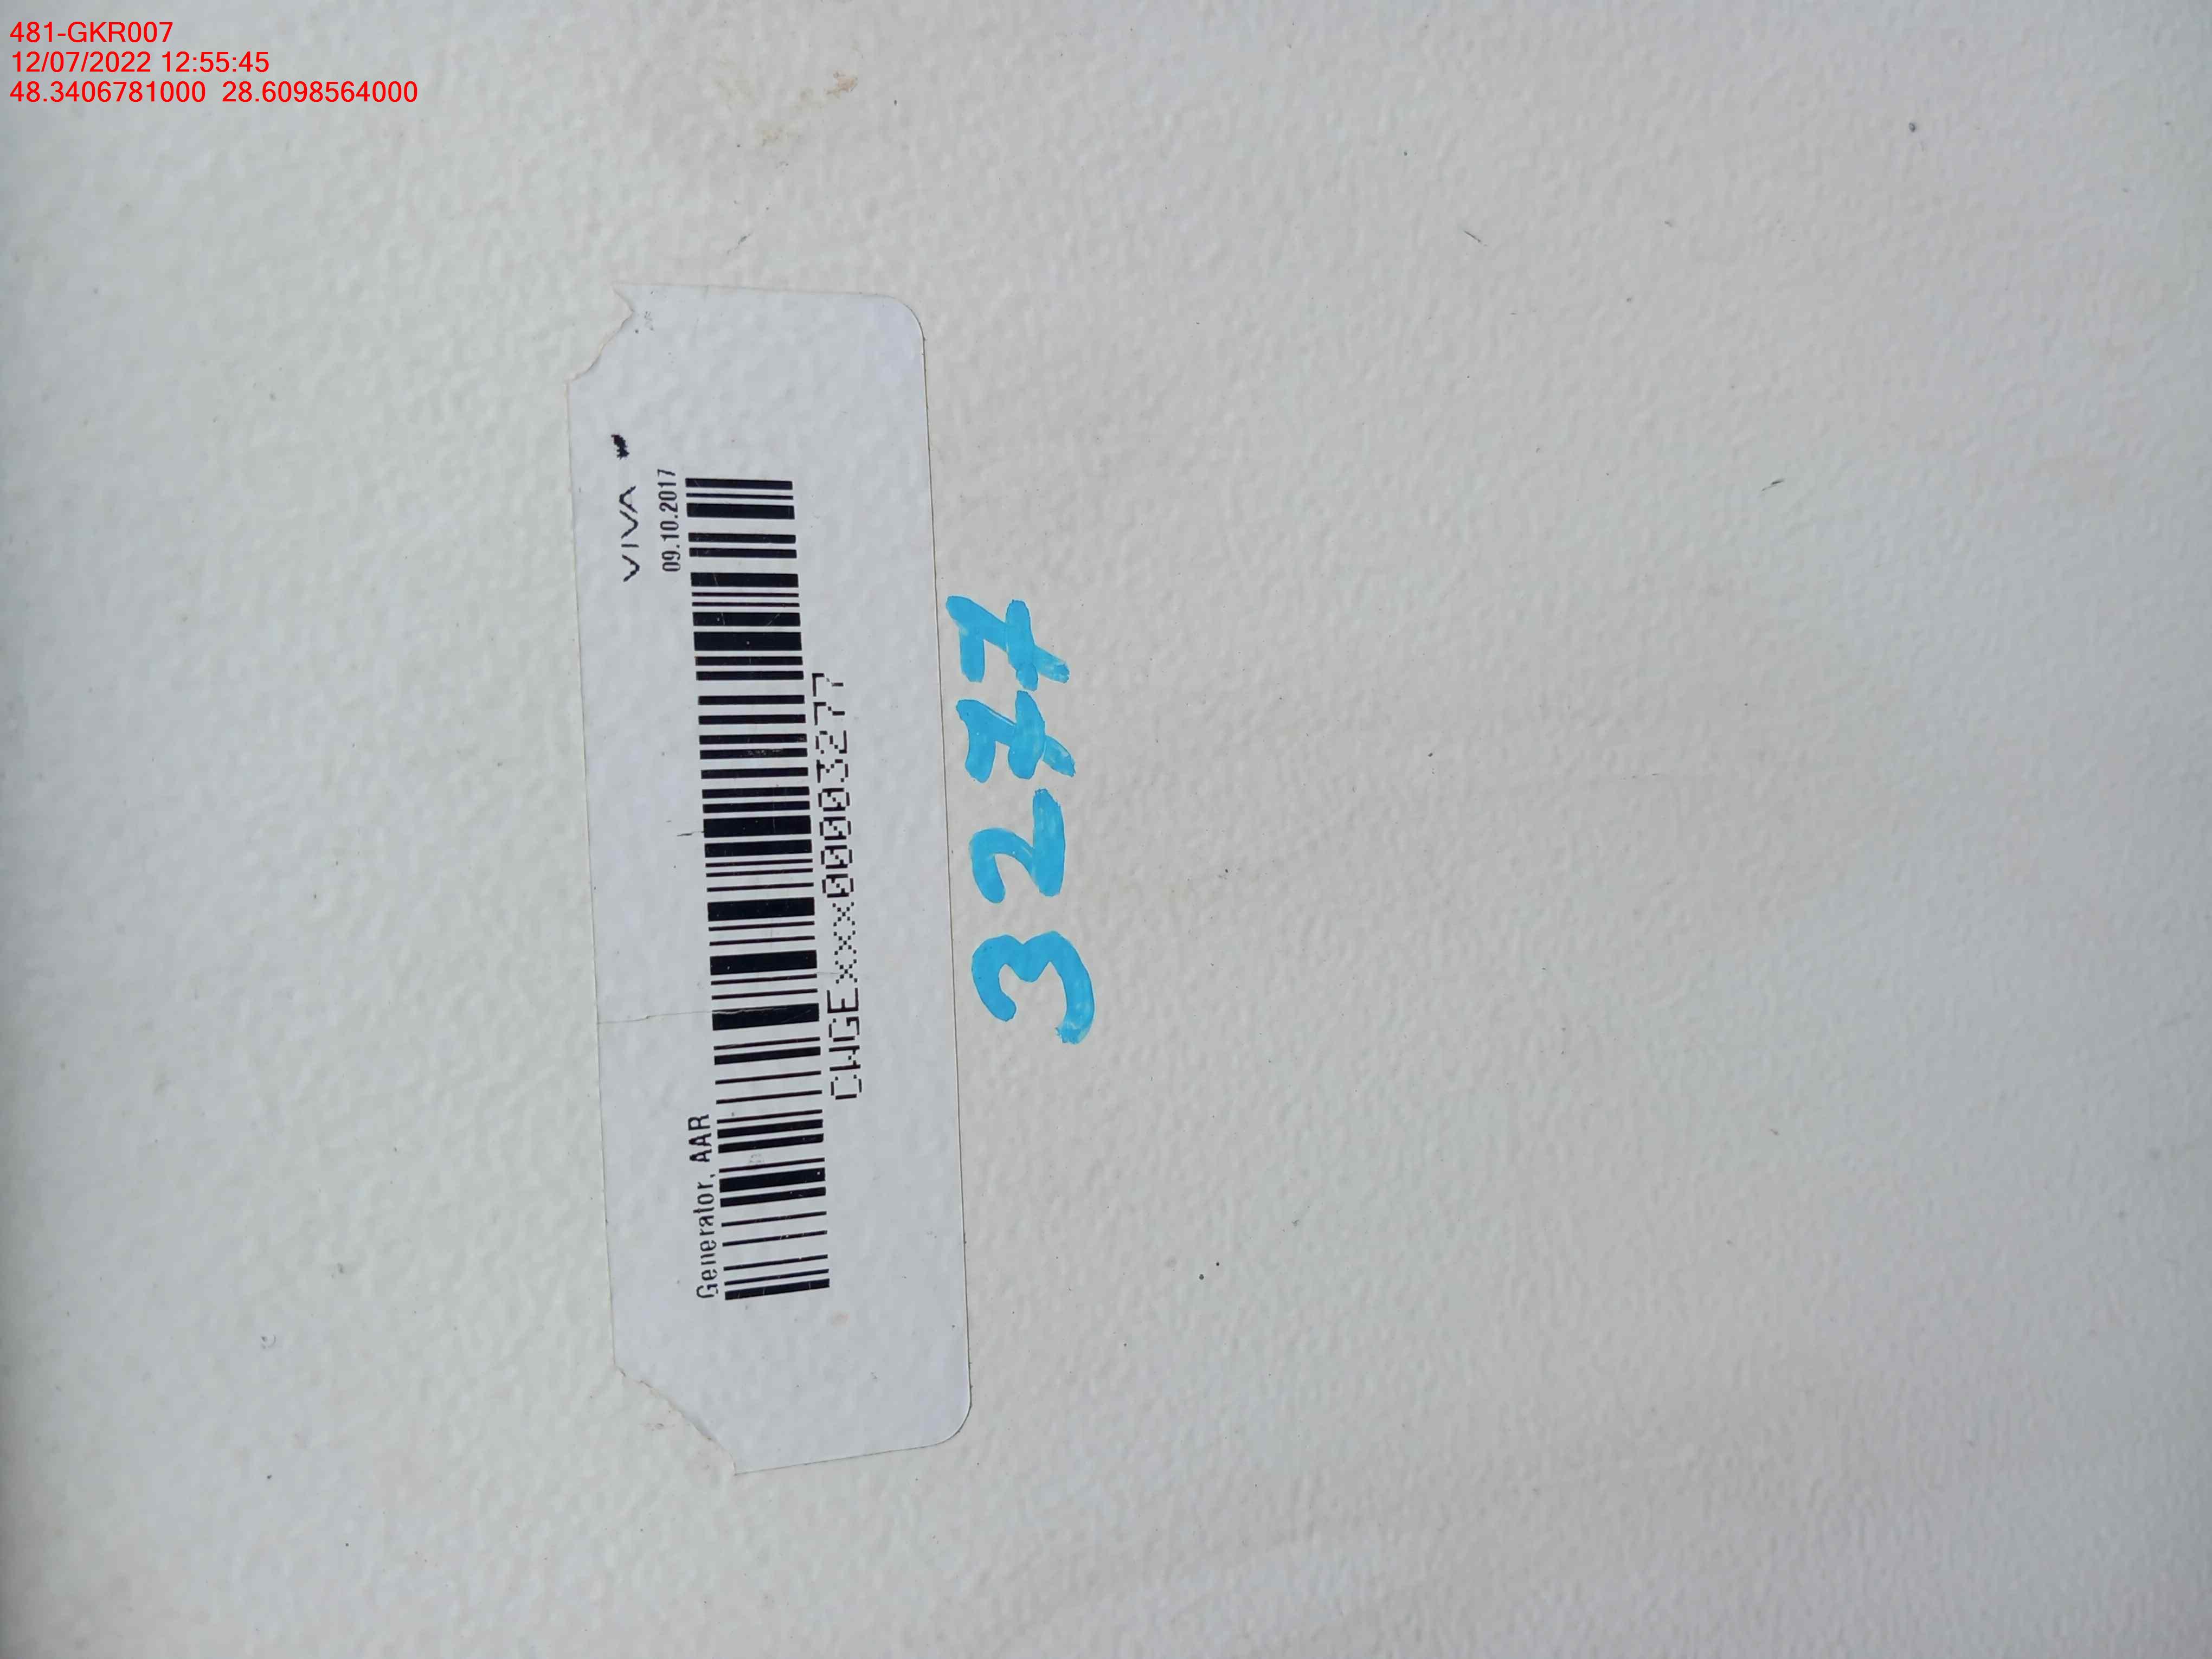 481-GKR007
12/07/2022 12:55:45
48.3406781000 28.6098564000
VIVA
09.10.2017
Generator, AAR
CWGExxx00003277
3277